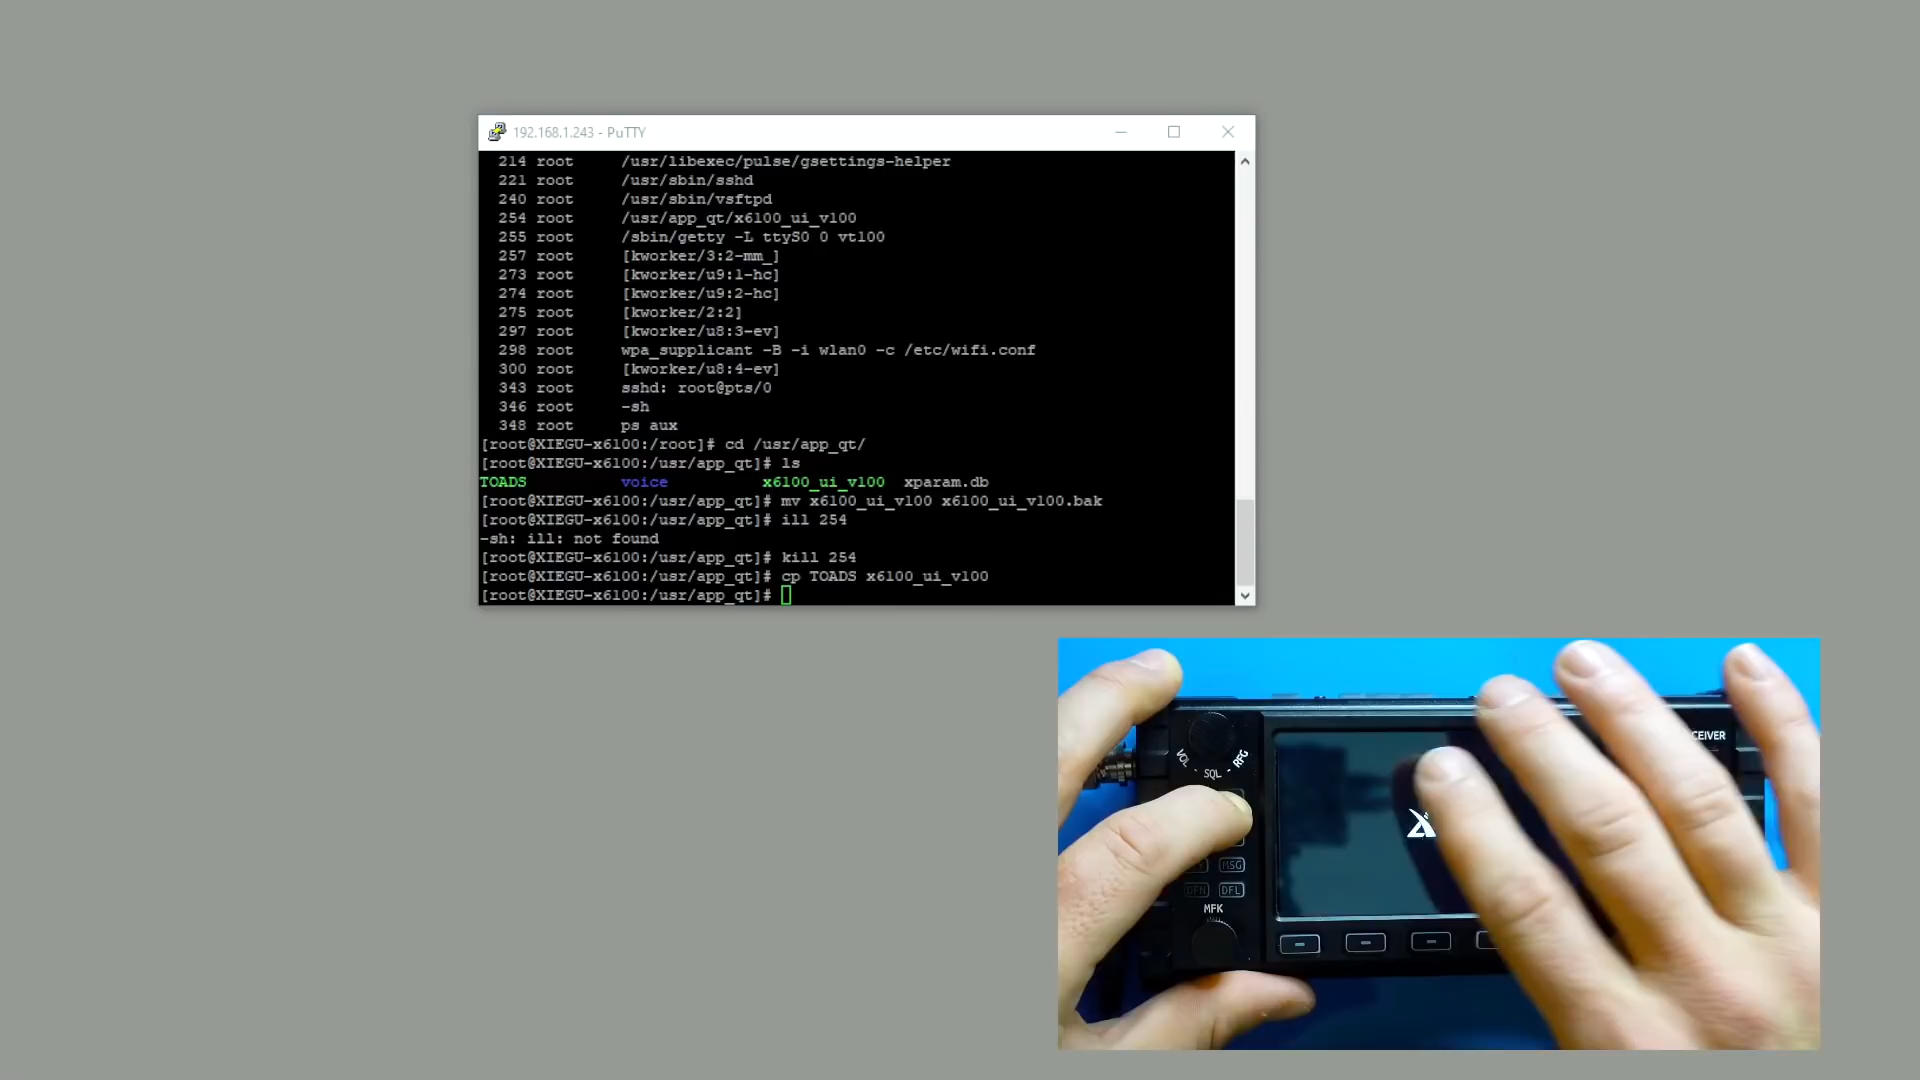 192.168.1.243 - PuTTY
214 root /usr/libexec/pulse/gsettings-helper
221 root /usr/sbin/sshd
240 root /usr/sbin/vsftpd
254 root /usr/app_qt/x6100_ui_v100
255 root /sbin/getty -L ttyS0 0 vt100
257 root [kworker/3:2-mm_]
273 root [kworker/u9:1-hc]
274 root [kworker/u9:2-hc]
275 root [kworker/2:2]
297 root [kworker/u8:3-ev]
298 root wpa_supplicant -B -i wlan0 -c /etc/wifi.conf
300 root [kworker/u8:4-ev]
343 root sshd: root@pts/0
346 root -sh
348 root ps aux
[root@XIEGU-x6100:/root]# cd /usr/app_qt/
[root@XIEGU-x6100:/usr/app_qt]# ls
TOADS voice x6100_ui_v100 xparam.db
[root@XIEGU-x6100:/usr/app_qt]# mv x6100_ui_v100 x6100_ui_v100.bak
[root@XIEGU-x6100:/usr/app_qt]# ill 254
-sh: ill: not found
[root@XIEGU-x6100:/usr/app_qt]# kill 254
[root@XIEGU-x6100:/usr/app_qt]# cp TOADS x6100_ui_v100
[root@XIEGU-x6100:/usr/app_qt]#
CEIVER
VOL SQL RFG
MSG
DFN DFL
MFK